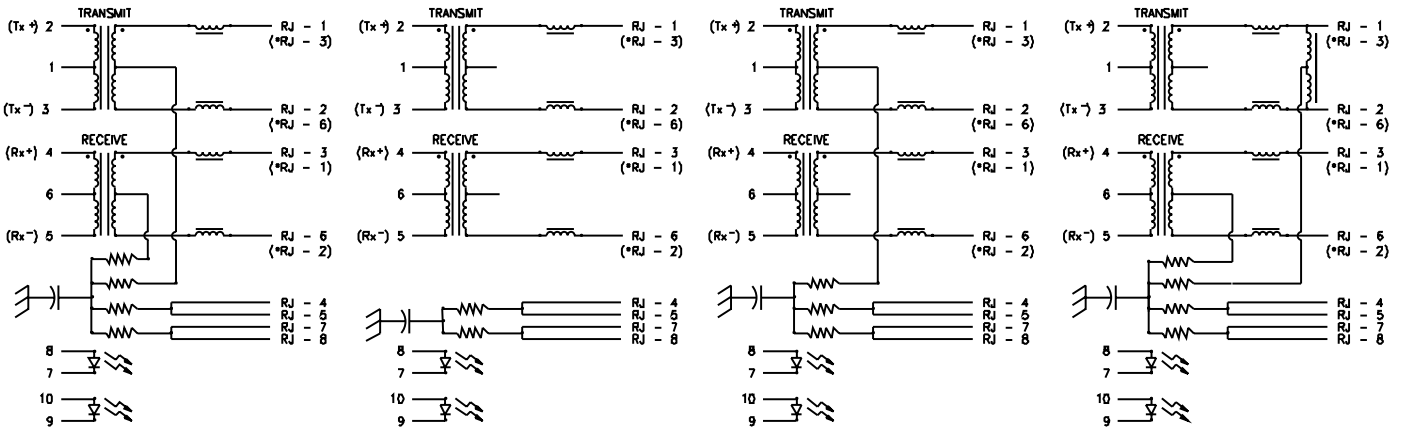 TRANSMIT
(Tx+) 2
RJ - 1
(*RJ - 3)
1
(Tx-) 3
RJ - 2
(*RJ - 6)
RECEIVE
(Rx+) 4
RJ - 3
(*RJ - 1)
6
(Rx-) 5
RJ - 6
(*RJ - 2)
RJ - 4
RJ - 5
RJ - 7
RJ - 8
8
7
10
9
TRANSMIT
(Tx+) 2
RJ - 1
(*RJ - 3)
1
(Tx-) 3
RJ - 2
(*RJ - 6)
RECEIVE
(Rx+) 4
RJ - 3
(*RJ - 1)
6
(Rx-) 5
RJ - 6
(*RJ - 2)
RJ - 4
RJ - 5
RJ - 7
RJ - 8
8
7
10
9
TRANSMIT
(Tx+) 2
RJ - 1
(*RJ - 3)
1
(Tx-) 3
RJ - 2
(*RJ - 6)
RECEIVE
(Rx+) 4
RJ - 3
(*RJ - 1)
6
(Rx-) 5
RJ - 6
(*RJ - 2)
RJ - 4
RJ - 5
RJ - 7
RJ - 8
8
7
10
9
TRANSMIT
(Tx+) 2
RJ - 1
(*RJ - 3)
1
(Tx-) 3
RJ - 2
(*RJ - 6)
RECEIVE
(Rx+) 4
RJ - 3
(*RJ - 1)
6
(Rx-) 5
RJ - 6
(*RJ - 2)
RJ - 4
RJ - 5
RJ - 7
RJ - 8
8
7
10
9